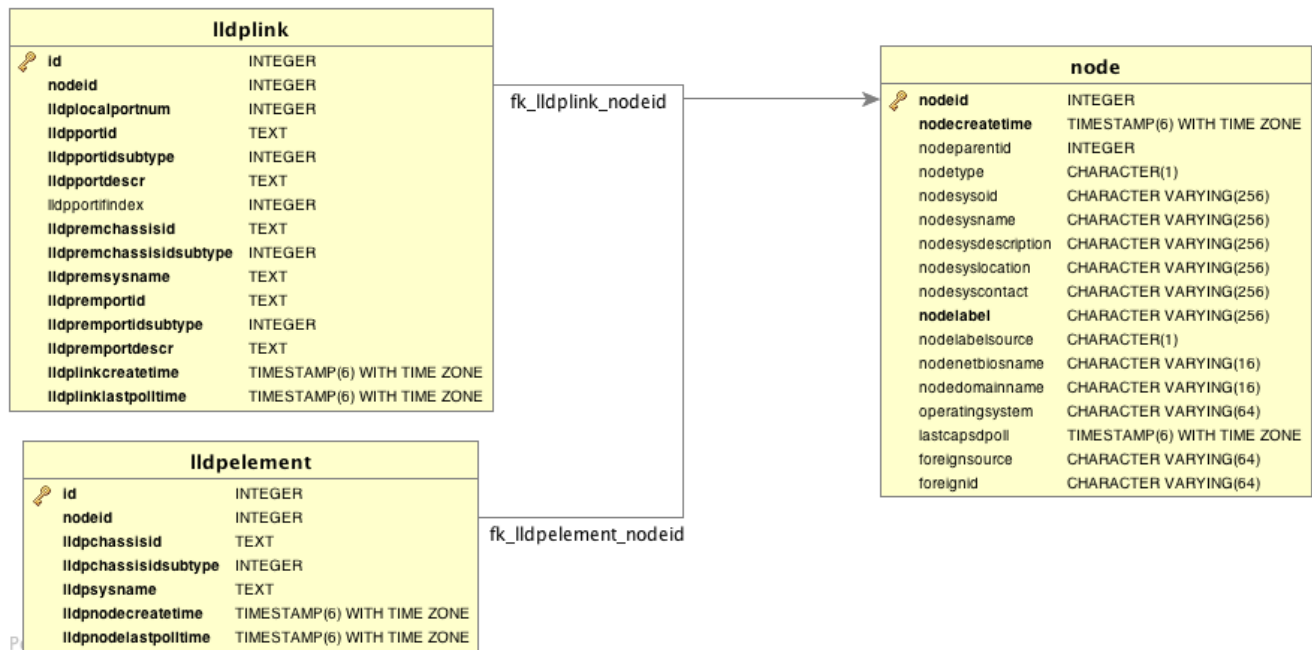 lldplink
id INTEGER
nodeid INTEGER
lldplocalportnum INTEGER
lldpportid TEXT
lldpportidsubtype INTEGER
lldpportdescr TEXT
lldpportifindex INTEGER
lldpremchassisid TEXT
lldpremchassisidsubtype INTEGER
lldpremsysname TEXT
lldpremportid TEXT
lldpremportidsubtype INTEGER
lldpremportdescr TEXT
lldplinkcreatetime TIMESTAMP(6) WITH TIME ZONE
lldplinklastpolltime TIMESTAMP(6) WITH TIME ZONE
fk_lldplink_nodeid
node
nodeid INTEGER
nodecreatetime TIMESTAMP(6) WITH TIME ZONE
nodeparentid INTEGER
nodetype CHARACTER(1)
nodesysoid CHARACTER VARYING(256)
nodesysname CHARACTER VARYING(256)
nodesysdescription CHARACTER VARYING(256)
nodesyslocation CHARACTER VARYING(256)
nodesyscontact CHARACTER VARYING(256)
nodelabel CHARACTER VARYING(256)
nodelabelsource CHARACTER(1)
nodenetbiosname CHARACTER VARYING(16)
nodedomainname CHARACTER VARYING(16)
operatingsystem CHARACTER VARYING(64)
lastcapsdpoll TIMESTAMP(6) WITH TIME ZONE
foreignsource CHARACTER VARYING(64)
foreignid CHARACTER VARYING(64)
lldpelement
id INTEGER
nodeid INTEGER
lldpchassisid TEXT
lldpchassisidsubtype INTEGER
lldpsysname TEXT
lldpnodecreatetime TIMESTAMP(6) WITH TIME ZONE
lldpnodelastpolltime TIMESTAMP(6) WITH TIME ZONE
fk_lldpelement_nodeid